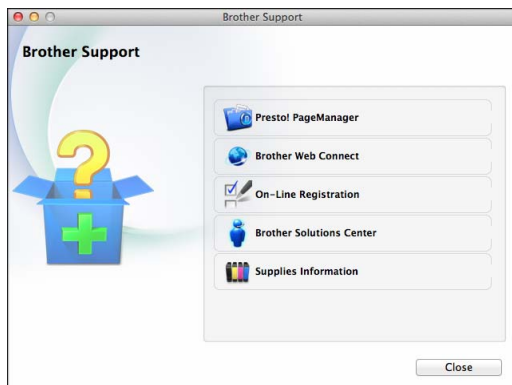 Brother Support
Brother Support
Presto! PageManager
Brother Web Connect
On-Line Registration
Brother Solutions Center
Supplies Information
Close